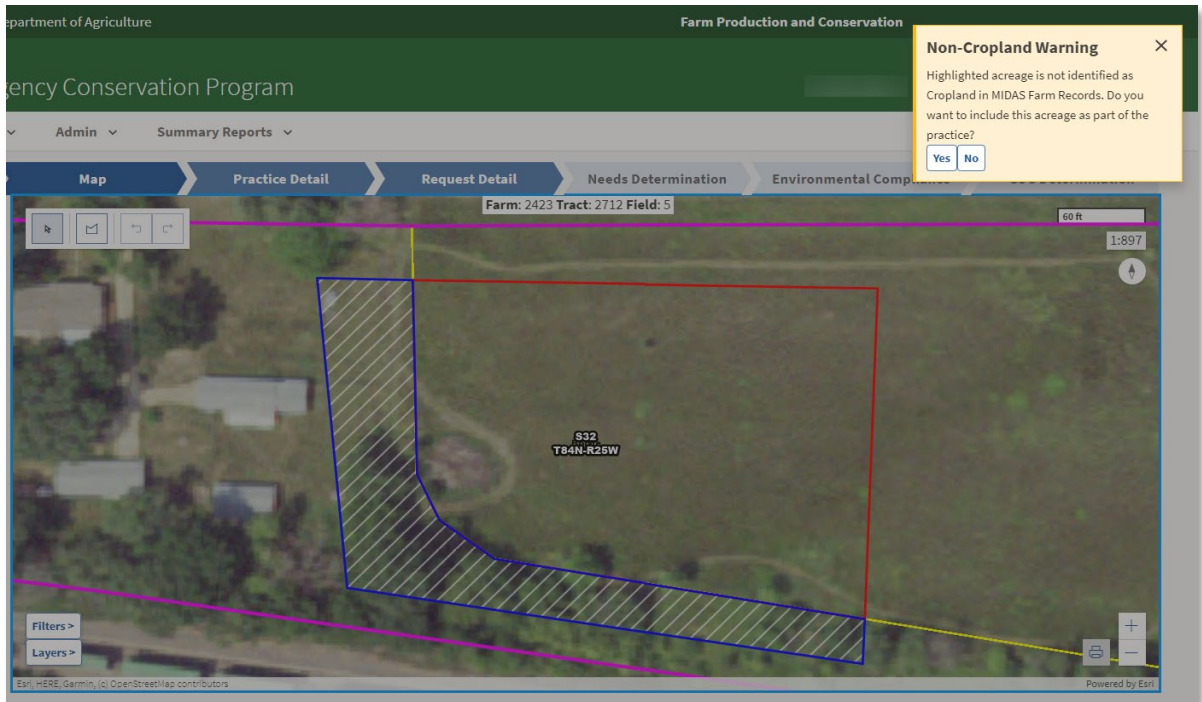 epartment of Agriculture
Farm Production and Conservation
Non-Cropland Warning
Highlighted acreage is not identified as
Cropland in MIDAS Farm Records. Do you
want to include this acreage as part of the
practice?
Yes No
gency Conservation Program
Admin
Summary Reports
Map
Practice Detail
Request Detail
Needs Determination
Environmental
Farm: 2423 Tract: 2712 Field: 5
60 ft
1:897
S32
T84N-R25W
Filters >
Layers >
Esri, HERE, Garmin, (c) OpenStreetMap contributors
Powered by Esri